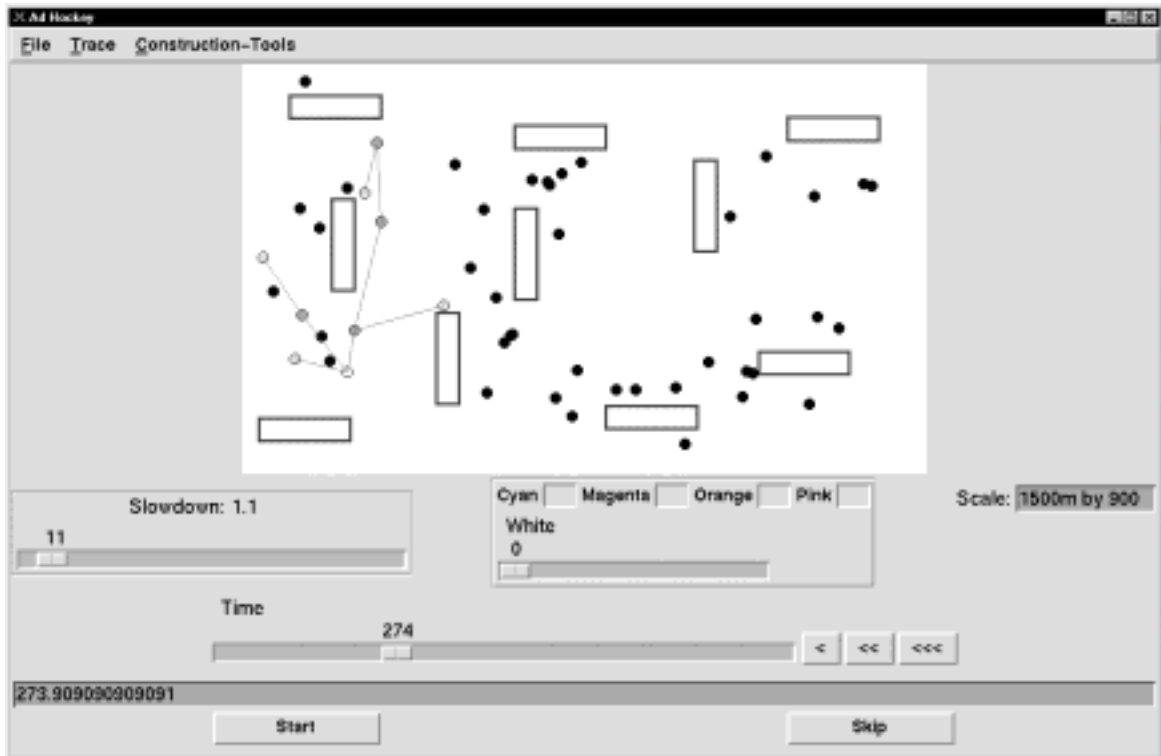 Ad Hockey
File Trace Construction-Tools
Slowdown: 1.1
11
Cyan Magenta Orange Pink
White
0
Scale: 1500m by 900
Time
274
< << <<<
273.909090909091
Start Skip